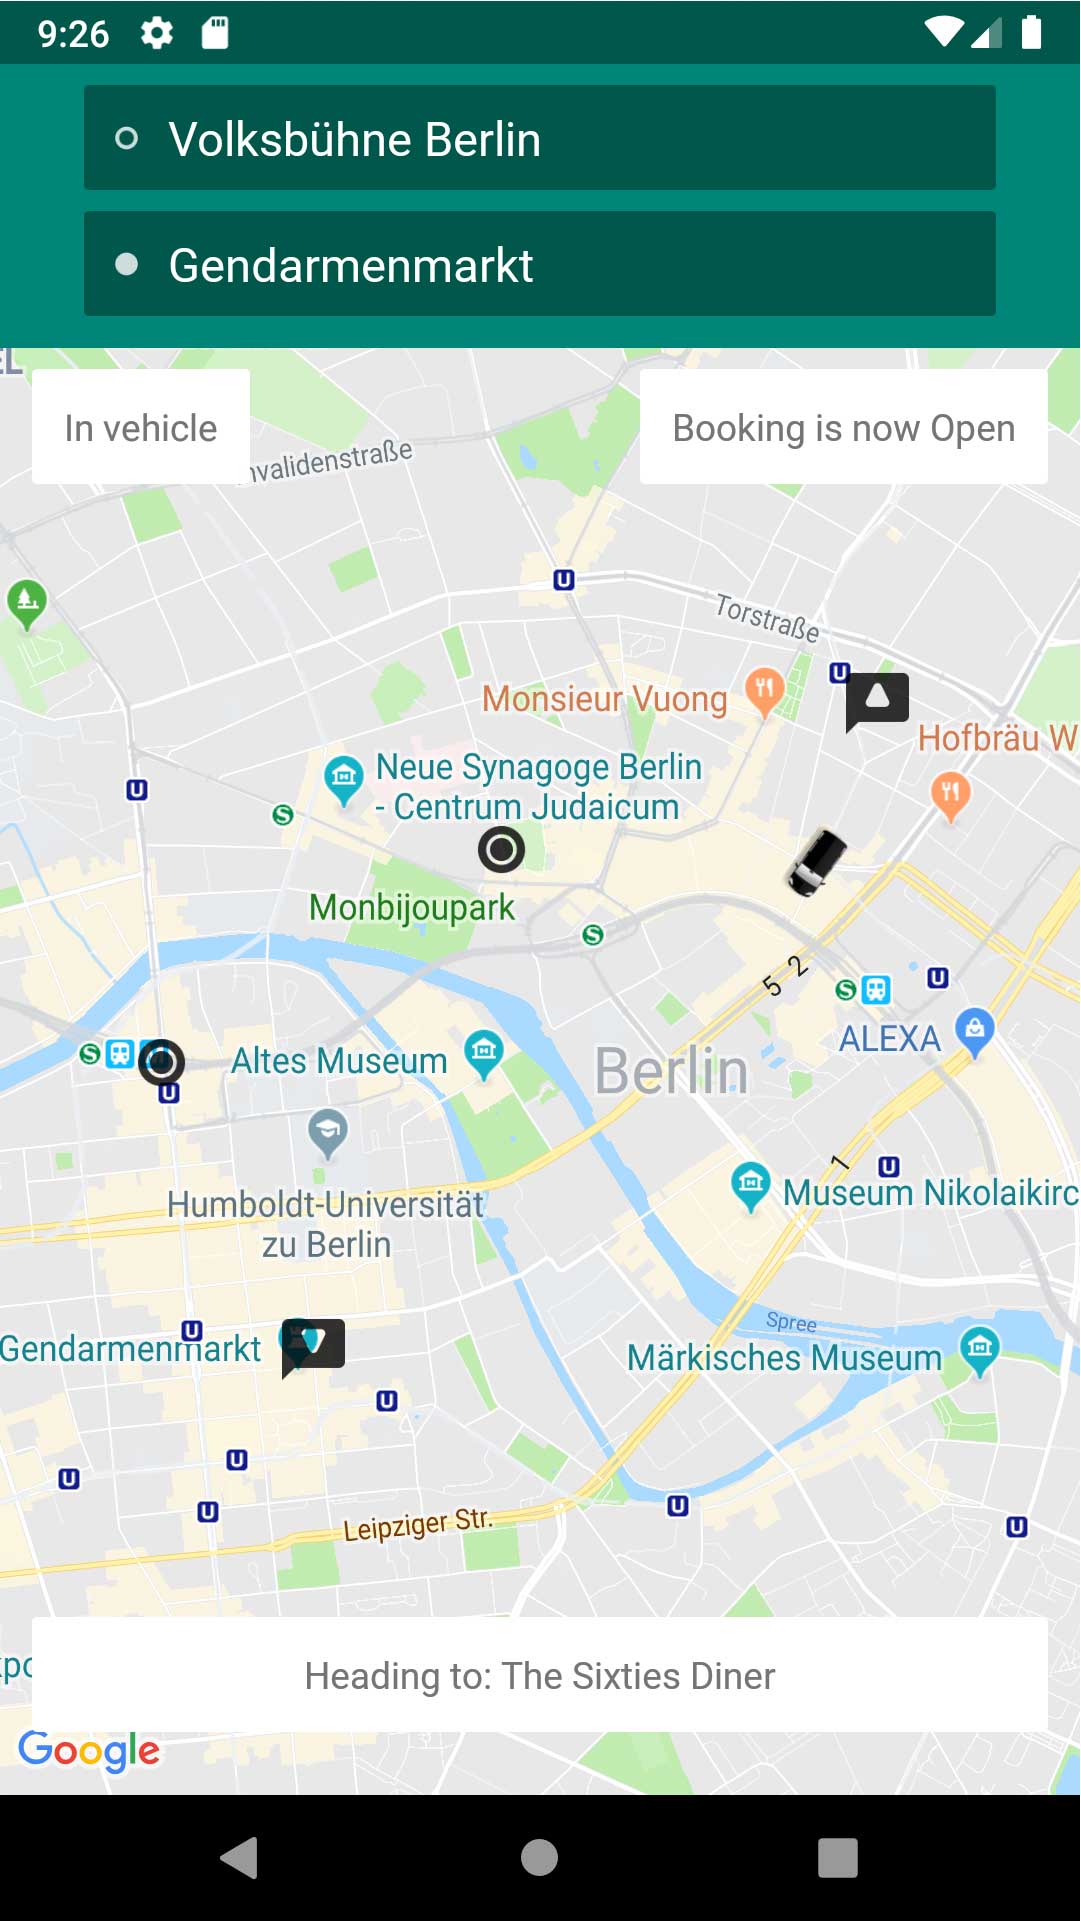 9:26
Volksbühne Berlin
Gendarmenmarkt
In vehicle
Booking is now Open
nvalidenstraße
Torstraße
Monsieur Vuong
Hofbräu W
Neue Synagoge Berlin
- Centrum Judaicum
Monbijoupark
5 2
ALEXA
Altes Museum
Berlin
1
Museum Nikolaikirc
Humboldt-Universität
zu Berlin
Spree
Gendarmenmarkt
Märkisches Museum
Leipziger Str.
Heading to: The Sixties Diner
Google